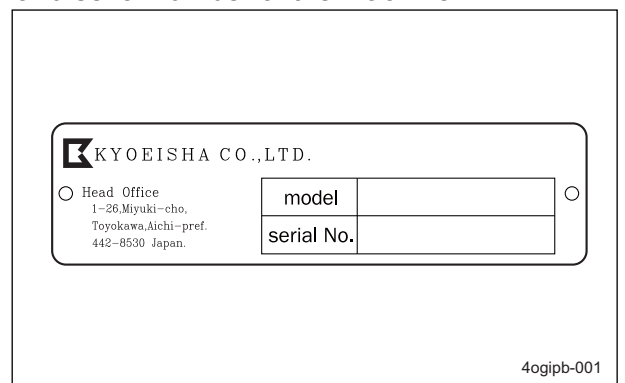 KYOEISHA CO.,LTD.
Head Office
1-26,Miyuki-cho,
Toyokawa,Aichi-pref.
442-8530 Japan.
model
serial No.
4ogipb-001